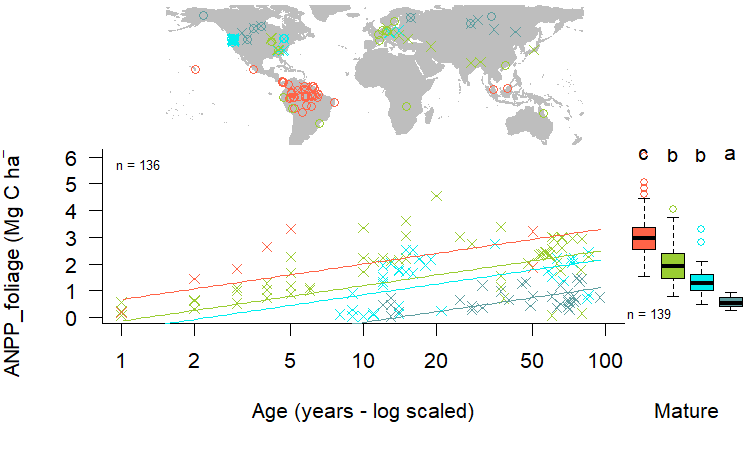 c b b a
6
n = 136
5
4
3
2
1
0
n = 139
1 2 5 10 20 50 100
Age (years - log scaled)
Mature
ANPP_foliage (Mg C ha